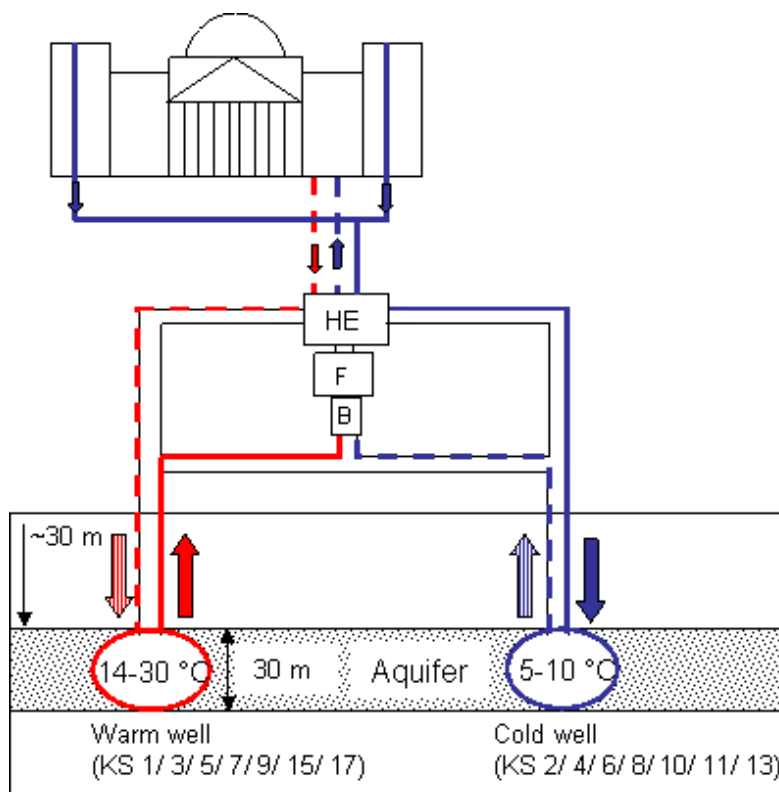 HE
F
B
~30 m
14-30 °C
30 m
Aquifer
5-10 °C
Warm well
(KS 1/ 3/ 5/ 7/ 9/ 15/ 17)
Cold well
(KS 2/ 4/ 6/ 8/ 10/ 11/ 13)